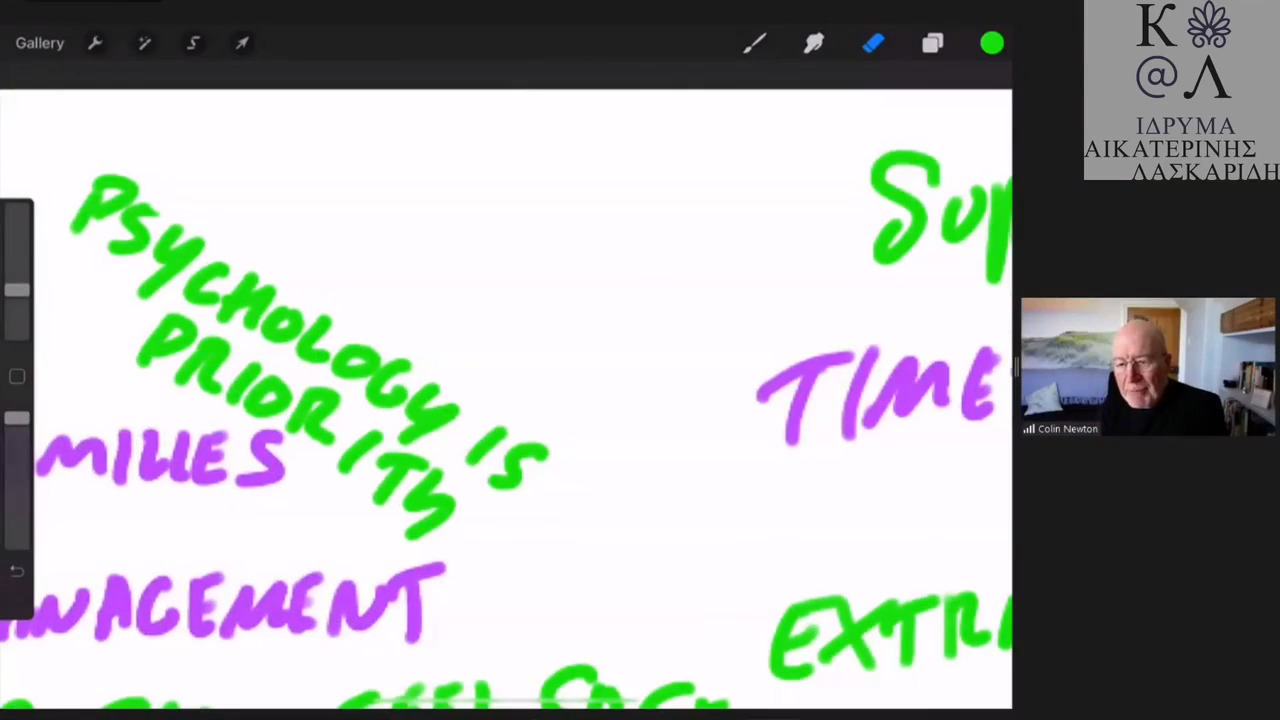 Gallery
K
@Λ
ΙΔΡΥΜΑ
ΑΙΚΑΤΕΡΙΝΗΣ
ΛΑΣΚΑΡΙΔΗ
PSYCHOLOGY IS
PRIORITY
Sup
TIME
MILIES
NAGEMENT
EXTR
Colin Newton